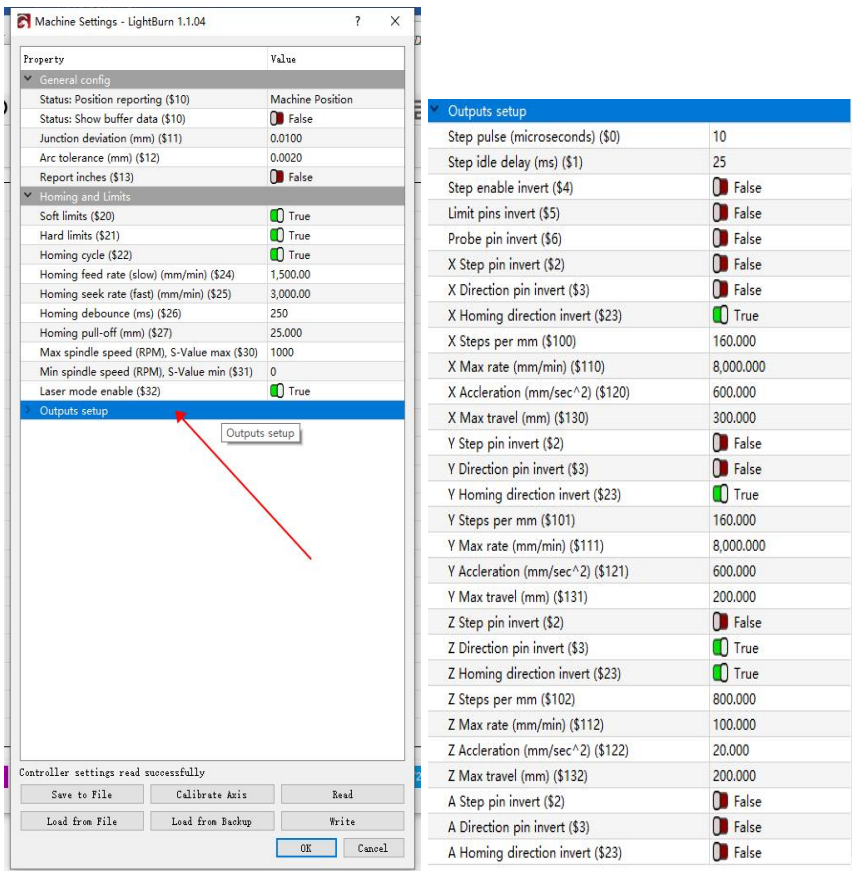 Machine Settings - LightBurn 1.1.04 ? X
Property Value
General config
Status: Position reporting ($10) Machine Position
Status: Show buffer data ($10) False
Junction deviation (mm) ($11) 0.0100
Arc tolerance (mm) ($12) 0.0020
Report inches ($13) False
Homing and Limits
Soft limits ($20) True
Hard limits ($21) True
Homing cycle ($22) True
Homing feed rate (slow) (mm/min) ($24) 1,500.00
Homing seek rate (fast) (mm/min) ($25) 3,000.00
Homing debounce (ms) ($26) 250
Homing pull-off (mm) ($27) 25.000
Max spindle speed (RPM), S-Value max ($30) 1000
Min spindle speed (RPM), S-Value min ($31) 0
Laser mode enable ($32) True
Outputs setup
Outputs setup
Controller settings read successfully
Save to File Calibrate Axis Read
Load from File Load from Backup Write
OK Cancel
Outputs setup
Step pulse (microseconds) ($0) 10
Step idle delay (ms) ($1) 25
Step enable invert ($4) False
Limit pins invert ($5) False
Probe pin invert ($6) False
X Step pin invert ($2) False
X Direction pin invert ($3) False
X Homing direction invert ($23) True
X Steps per mm ($100) 160.000
X Max rate (mm/min) ($110) 8,000.000
X Accleration (mm/sec^2) ($120) 600.000
X Max travel (mm) ($130) 300.000
Y Step pin invert ($2) False
Y Direction pin invert ($3) False
Y Homing direction invert ($23) True
Y Steps per mm ($101) 160.000
Y Max rate (mm/min) ($111) 8,000.000
Y Accleration (mm/sec^2) ($121) 600.000
Y Max travel (mm) ($131) 200.000
Z Step pin invert ($2) False
Z Direction pin invert ($3) True
Z Homing direction invert ($23) True
Z Steps per mm ($102) 800.000
Z Max rate (mm/min) ($112) 100.000
Z Accleration (mm/sec^2) ($122) 20.000
Z Max travel (mm) ($132) 200.000
A Step pin invert ($2) False
A Direction pin invert ($3) False
A Homing direction invert ($23) False